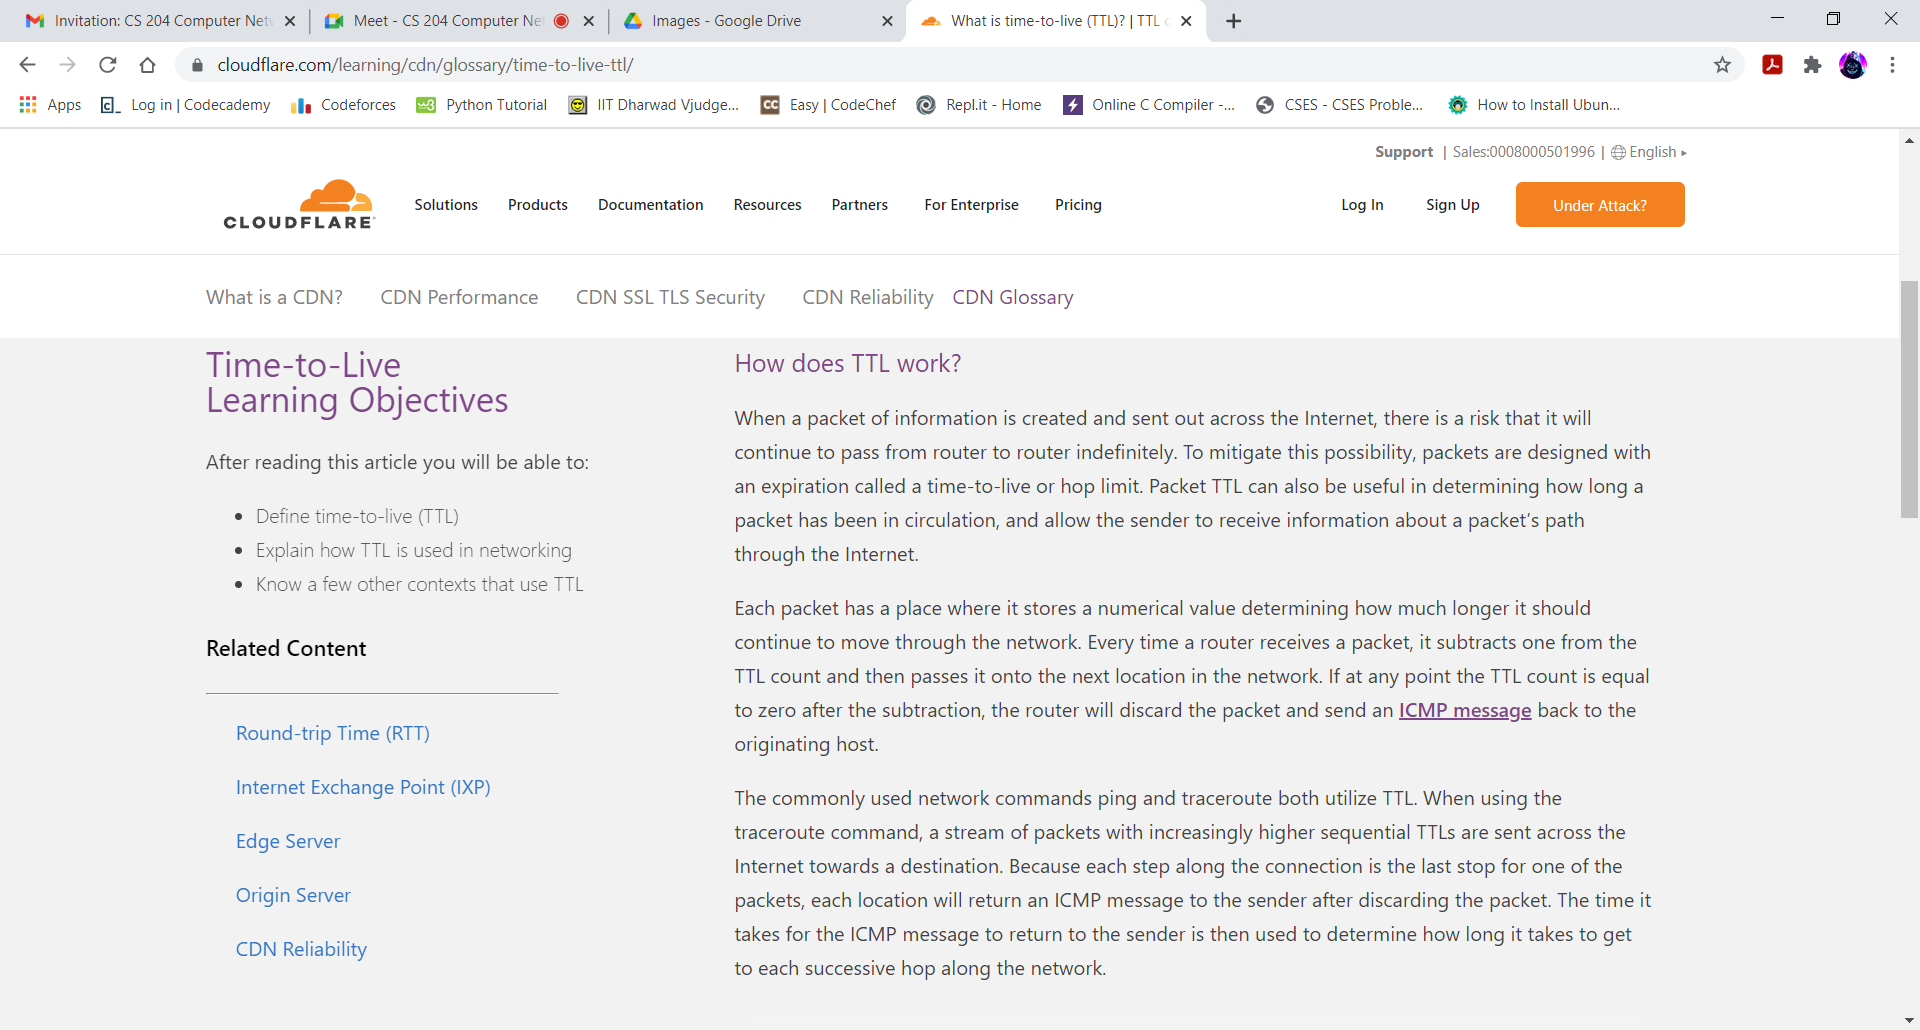 Invitation: CS 204 Computer Netw
Meet - CS 204 Computer Net
Images - Google Drive
What is time-to-live (TTL)? | TTL
cloudflare.com/learning/cdn/glossary/time-to-live-ttl/
Apps
Log in | Codecademy
Codeforces
Python Tutorial
IIT Dharwad Vjudge...
Easy | CodeChef
Repl.it - Home
Online C Compiler -...
CSES - CSES Proble...
How to Install Ubun...
Support | Sales:0008000501996 | English
CLOUDFLARE
Solutions
Products
Documentation
Resources
Partners
For Enterprise
Pricing
Log In
Sign Up
Under Attack?
What is a CDN?
CDN Performance
CDN SSL TLS Security
CDN Reliability
CDN Glossary
Time-to-Live
Learning Objectives
After reading this article you will be able to:
Define time-to-live (TTL)
Explain how TTL is used in networking
Know a few other contexts that use TTL
Related Content
Round-trip Time (RTT)
Internet Exchange Point (IXP)
Edge Server
Origin Server
CDN Reliability
How does TTL work?
When a packet of information is created and sent out across the Internet, there is a risk that it will
continue to pass from router to router indefinitely. To mitigate this possibility, packets are designed with
an expiration called a time-to-live or hop limit. Packet TTL can also be useful in determining how long a
packet has been in circulation, and allow the sender to receive information about a packet's path
through the Internet.
Each packet has a place where it stores a numerical value determining how much longer it should
continue to move through the network. Every time a router receives a packet, it subtracts one from the
TTL count and then passes it onto the next location in the network. If at any point the TTL count is equal
to zero after the subtraction, the router will discard the packet and send an ICMP message back to the
originating host.
The commonly used network commands ping and traceroute both utilize TTL. When using the
traceroute command, a stream of packets with increasingly higher sequential TTLs are sent across the
Internet towards a destination. Because each step along the connection is the last stop for one of the
packets, each location will return an ICMP message to the sender after discarding the packet. The time it
takes for the ICMP message to return to the sender is then used to determine how long it takes to get
to each successive hop along the network.